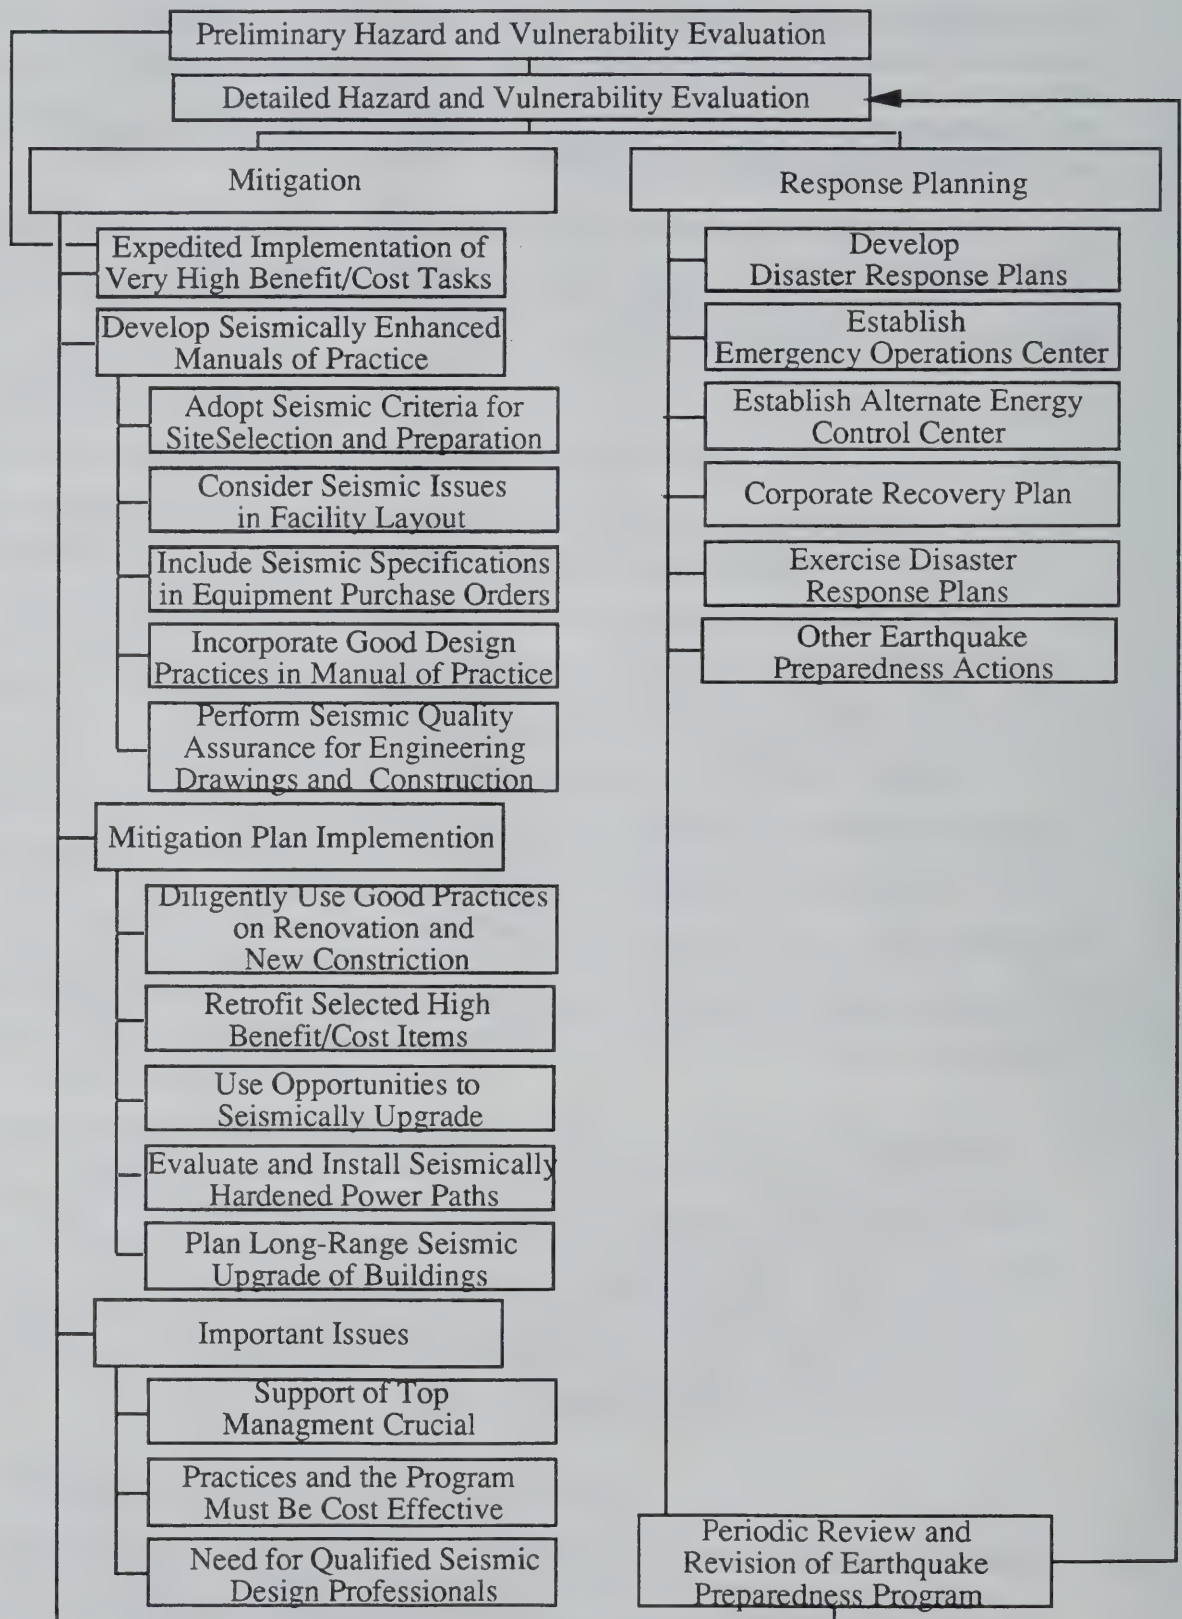 Preliminary Hazard and Vulnerability Evaluation
Detailed Hazard and Vulnerability Evaluation
Mitigation
Expedited Implementation of
Very High Benefit/Cost Tasks
Develop Seismically Enhanced
Manuals of Practice
Adopt Seismic Criteria for
SiteSelection and Preparation
Consider Seismic Issues
in Facility Layout
Include Seismic Specifications
in Equipment Purchase Orders
Incorporate Good Design
Practices in Manual of Practice
Perform Seismic Quality
Assurance for Engineering
Drawings and Construction
Mitigation Plan Implemention
Diligently Use Good Practices
on Renovation and
New Constriction
Retrofit Selected High
Benefit/Cost Items
Use Opportunities to
Seismically Upgrade
Evaluate and Install Seismically
Hardened Power Paths
Plan Long-Range Seismic
Upgrade of Buildings
Important Issues
Support of Top
Managment Crucial
Practices and the Program
Must Be Cost Effective
Need for Qualified Seismic
Design Professionals
Response Planning
Develop
Disaster Response Plans
Establish
Emergency Operations Center
Establish Alternate Energy
Control Center
Corporate Recovery Plan
Exercise Disaster
Response Plans
Other Earthquake
Preparedness Actions
Periodic Review and
Revision of Earthquake
Preparedness Program